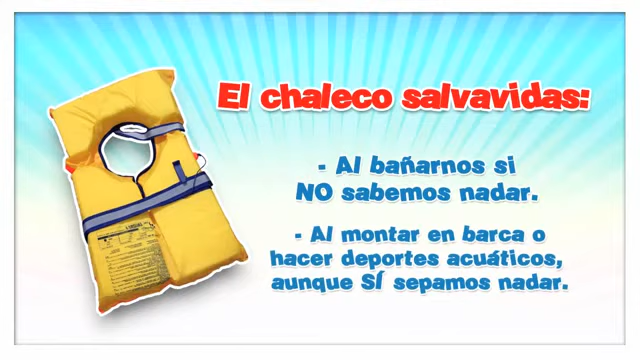 El chaleco salvavidas:
- Al bañarnos si
NO sabemos nadar.
- Al montar en barca o
hacer deportes acuáticos,
aunque SÍ sepamos nadar.